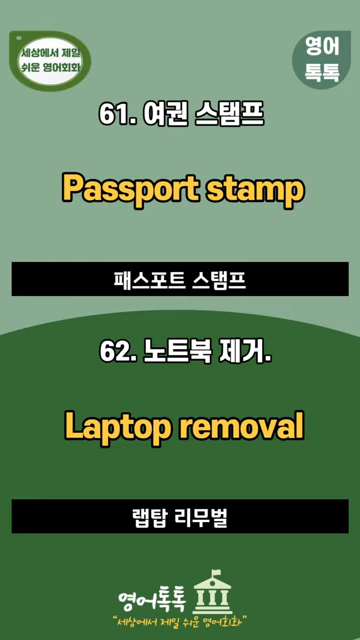 세상에서 제일
쉬운 영어회화
영어
톡톡
61. 여권 스탬프
Passport stamp
패스포트 스탬프
62. 노트북 제거.
Laptop removal
랩탑 리무벌
영어톡톡
"세상에서 제일 쉬운 영어회화"